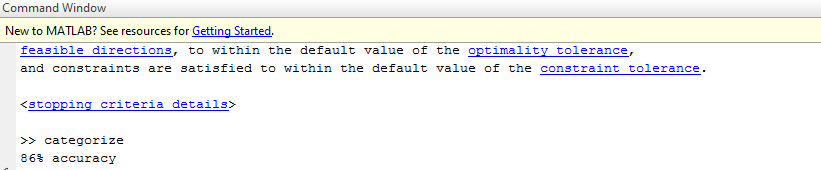 Command Window
New to MATLAB? See resources for Getting Started.
feasible directions, to within the default value of the optimality tolerance,
and constraints are satisfied to within the default value of the constraint tolerance.
<stopping criteria details>
>> categorize
86% accuracy